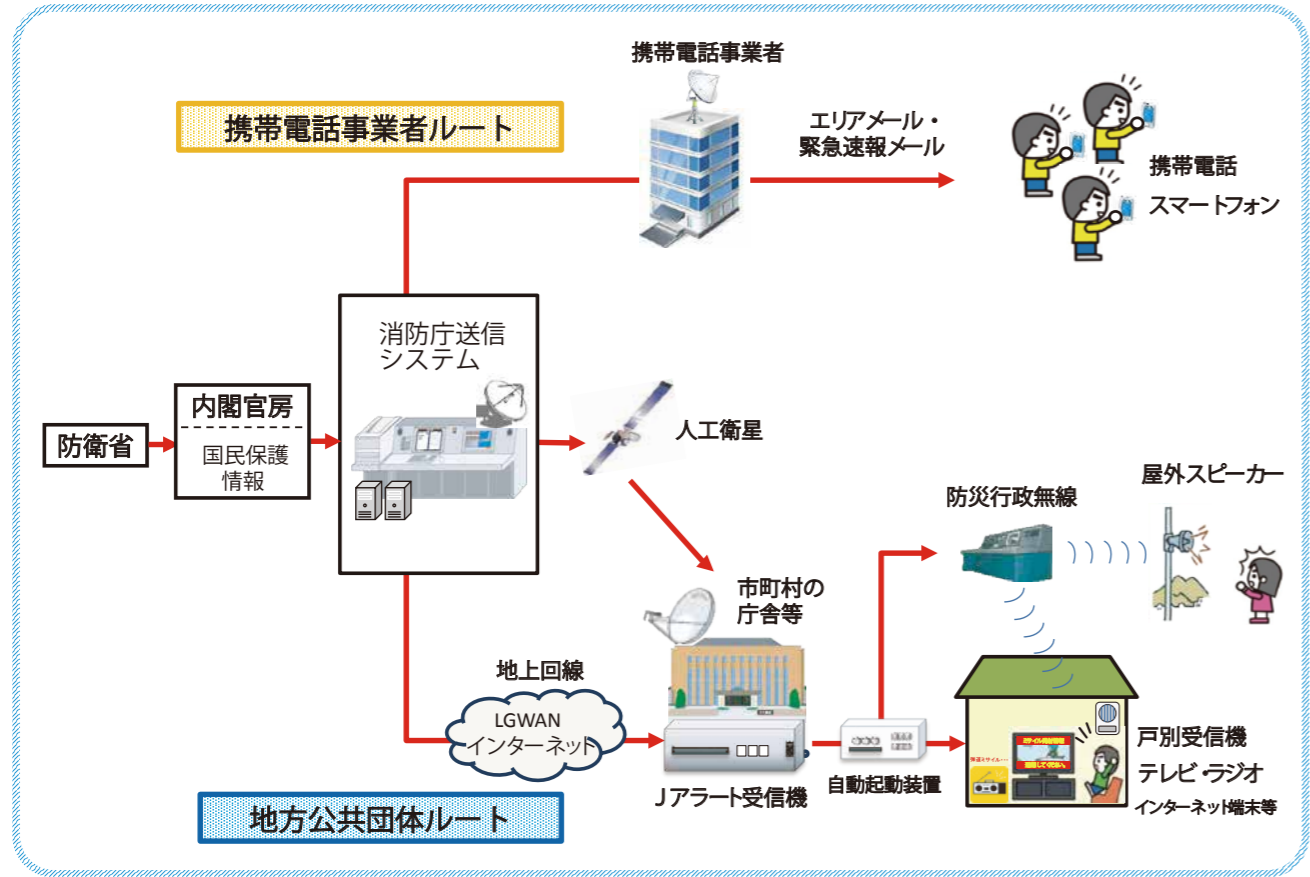 携帯電話事業者
携帯電話事業者ルート
エリアメール・
緊急速報メール
携帯電話
スマートフォン
消防庁送信
システム
防衛省
内閣官房
国民保護
情報
人工衛星
防災行政無線
屋外スピーカー
市町村の
庁舎等
地上回線
LGWAN
インターネット
Jアラート受信機
自動起動装置
戸別受信機
テレビ・ラジオ
インターネット端末等
地方公共団体ルート